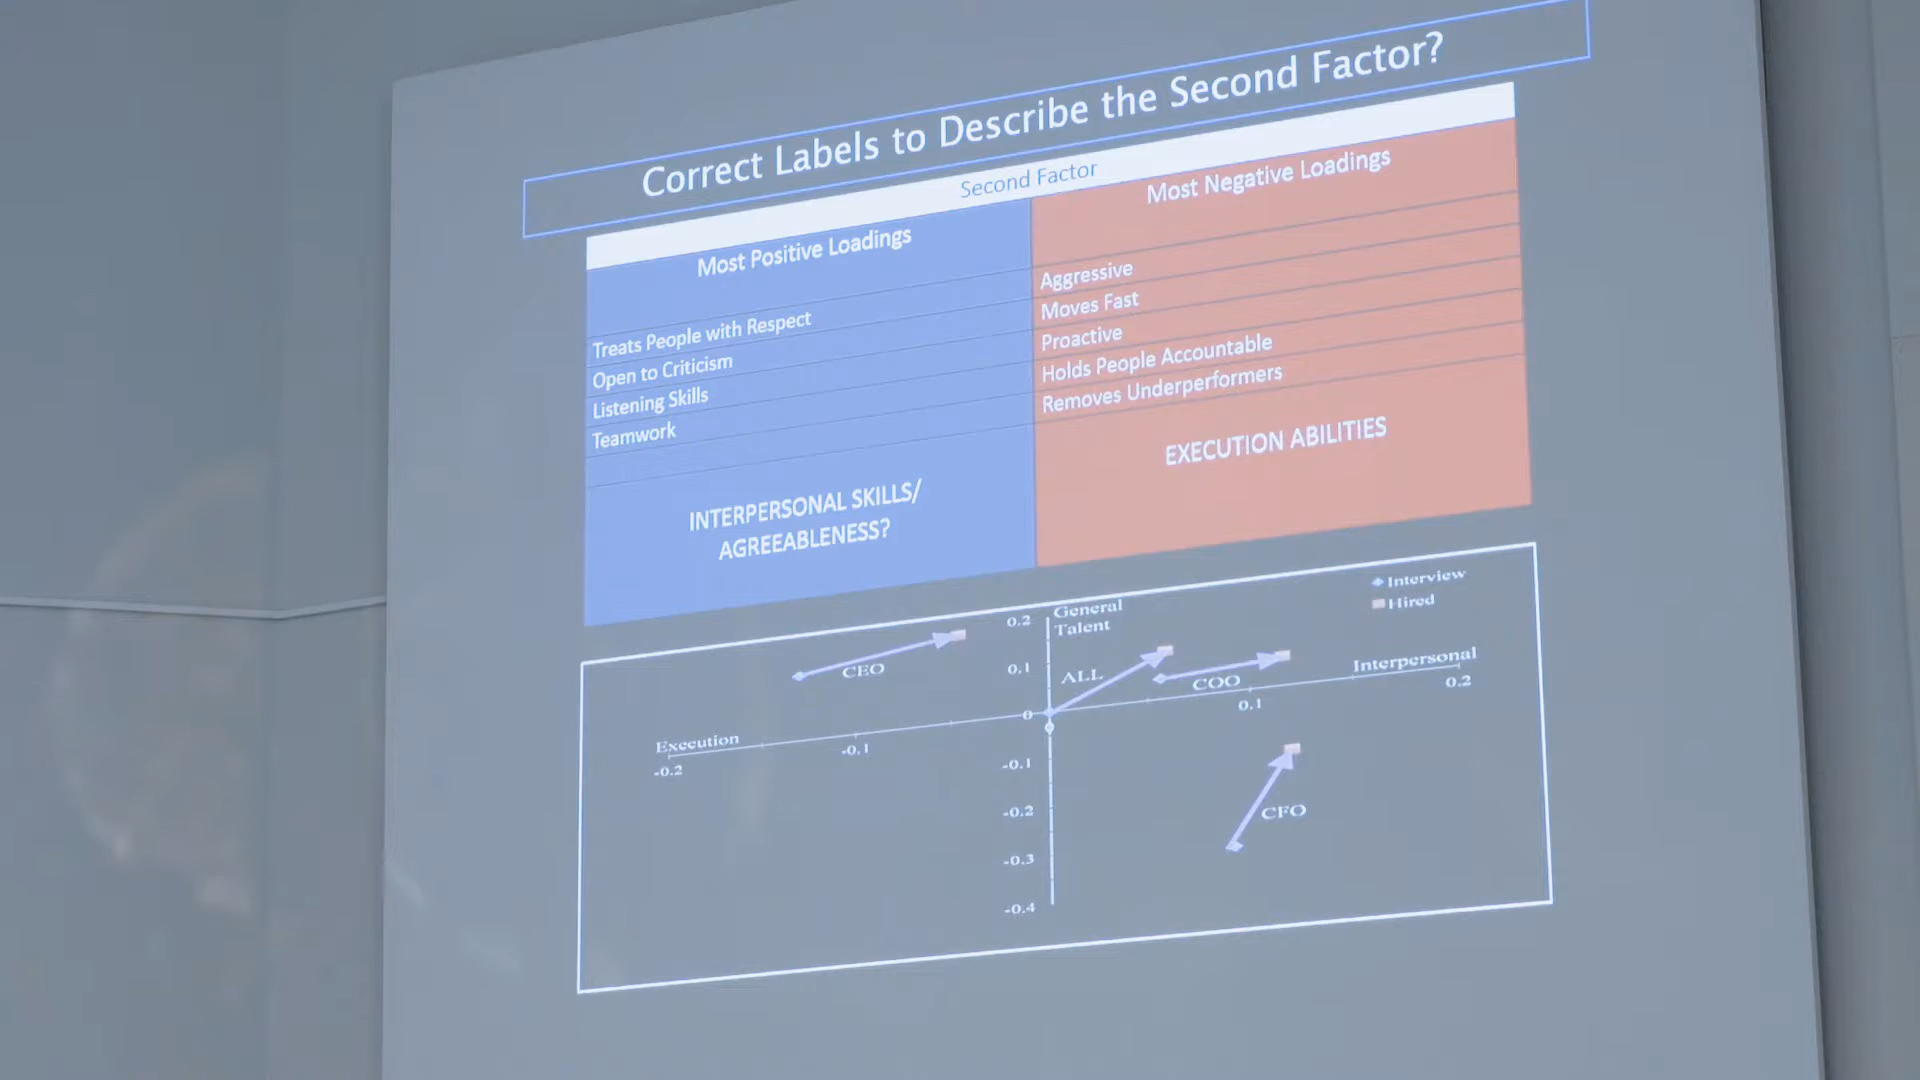 Correct Labels to Describe the Second Factor?
Second Factor
Most Positive Loadings
Most Negative Loadings
Treats People with Respect
Open to Criticism
Listening Skills
Teamwork
Aggressive
Moves Fast
Proactive
Holds People Accountable
Removes Underperformers
INTERPERSONAL SKILLS/
AGREEABLENESS?
EXECUTION ABILITIES
Interview
Hired
General
Talent
0.2
0.1
0
-0.1
-0.2
-0.3
-0.4
CEO
ALL
COO
CFO
Interpersonal
0.2
0.1
Execution
-0.1
-0.2